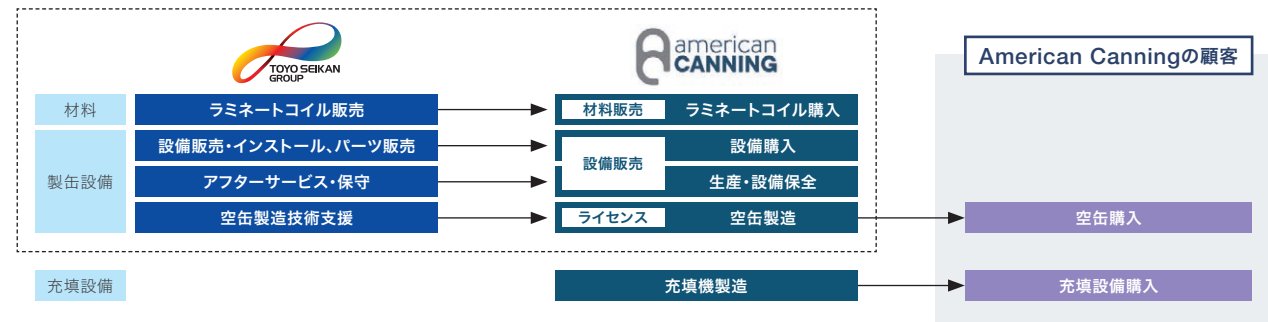 TOYO SEIKAN
GROUP
american
CANNING
American Canningの顧客
材料
ラミネートコイル販売
材料販売
ラミネートコイル購入
製缶設備
設備販売・インストール、パーツ販売
設備販売
設備購入
アフターサービス・保守
生産・設備保全
空缶製造技術支援
ライセンス
空缶製造
空缶購入
充填設備
充填機製造
充填設備購入